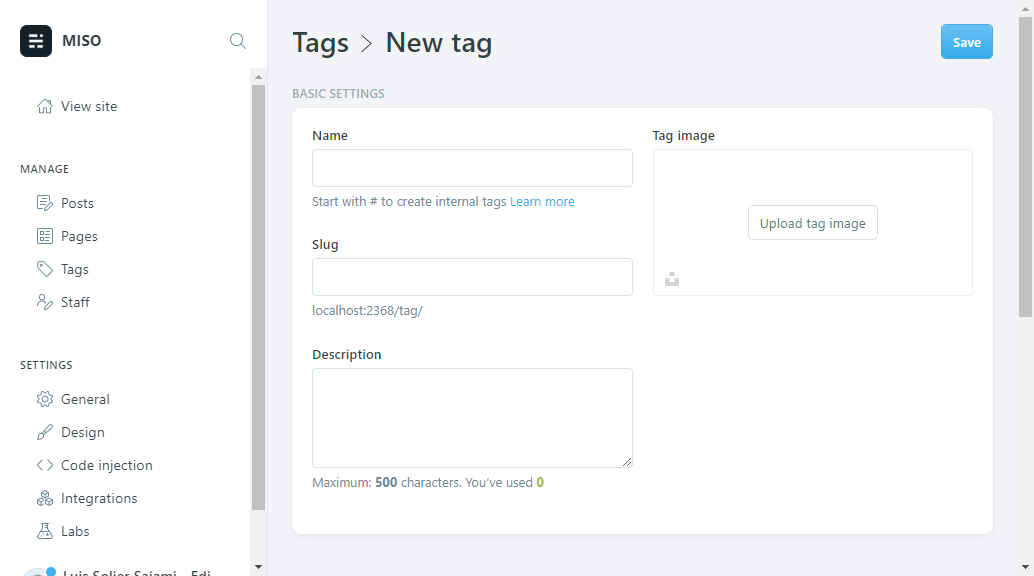 MISO
View site
MANAGE
Posts
Pages
Tags
Staff
SETTINGS
General
Design
Code injection
Integrations
Labs
Tags > New tag
Save
BASIC SETTINGS
Name
Start with # to create internal tags Learn more
Slug
localhost:2368/tag/
Description
Maximum: 500 characters. You've used 0
Tag image
Upload tag image